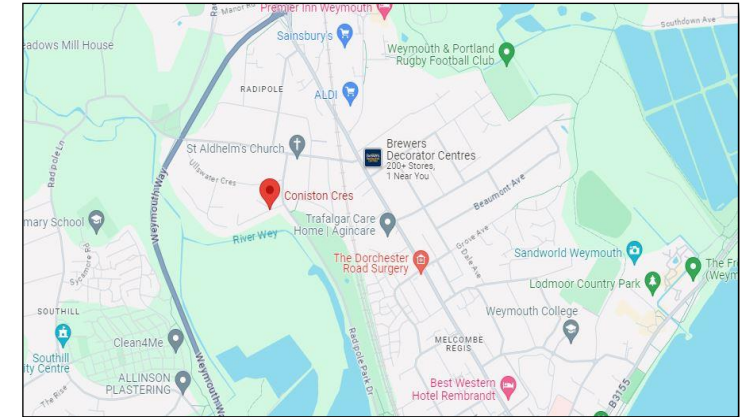 Premier Inn Weymouth
Manor Ro
Southdown Ave
Sainsbury's
Weymouth & Portland
Rugby Football Club
eadows Mill House
RADIPOLE
ALDI
St Aldhelm's Church
Brewers
Decorator Centres
200+ Stores,
1 Near You
Radipole Ln
Ullswater Cres
Coniston Cres
Beaumont Ave
Weymouth Way
mary School
Trafalgar Care
Home | Agincare
River Wey
Grove Ave
Dale Ave
Sandworld Weymouth
The Fr
(Weym
Sycamore Rd
The Dorchester
Road Surgery
Lodmoor Country Park
SOUTHILL
Weymouth College
Clean4Me
Radipole Park Dr
MELCOMBE
REGIS
Southill
ity Centre
ALLINSON
PLASTERING
Weymouth W
The Rise
Best Western
Hotel Rembrandt
B3155